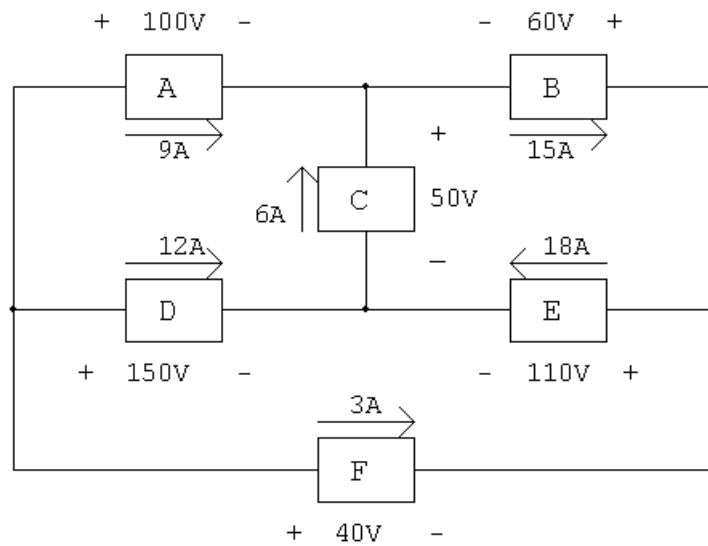 + 100V - - 60V +
A B
9A + 15A
6A C 50V
12A - 18A
D E
+ 150V - - 110V +
3A
F
+ 40V -